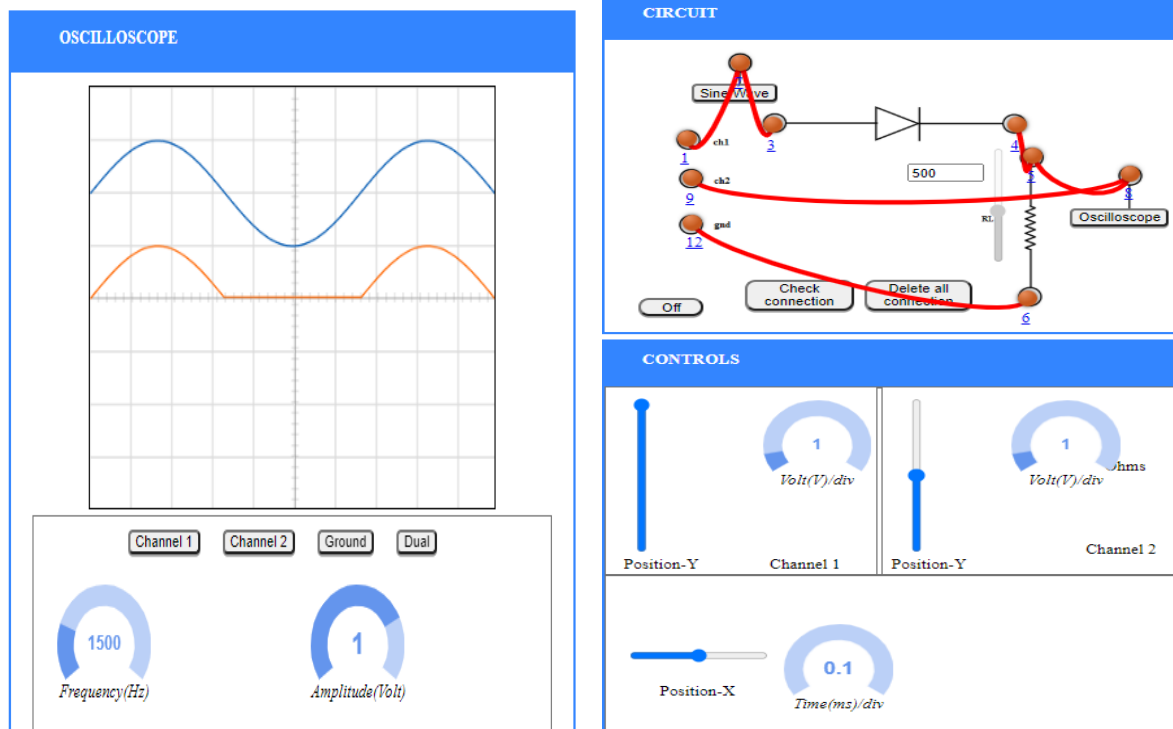 OSCILLOSCOPE
Channel 1
Channel 2
Ground
Dual
1500
Frequency(Hz)
1
Amplitude(Volt)
CIRCUIT
Sine Wave
1
ch1
3
4
5
500
9
ch2
8
Oscilloscope
RL
12
gnd
Check
connection
Delete all
connection
Off
6
CONTROLS
1
Volt(V)/div
Position-Y
Channel 1
1
Volt(V)/div
Ohms
Position-Y
Channel 2
Position-X
0.1
Time(ms)/div